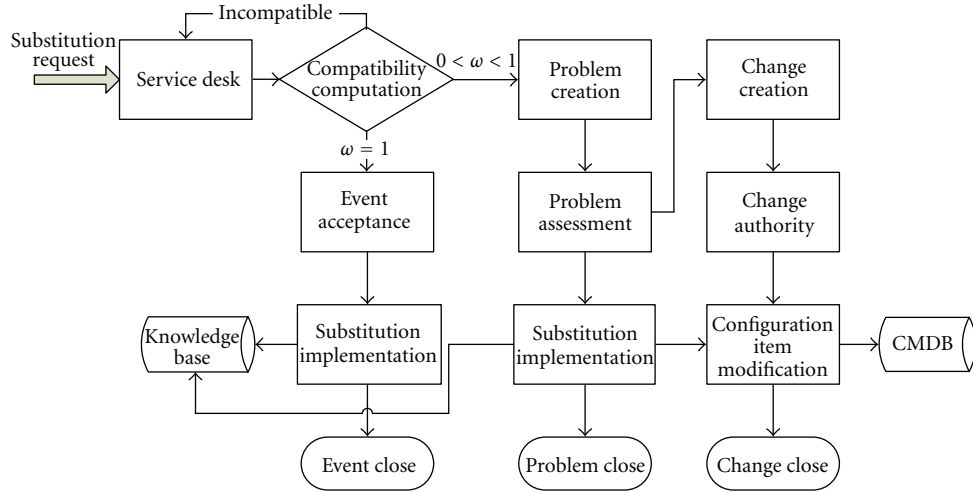 Incompatible
Substitution
request
Service desk
Compatibility
computation
0 < ω < 1
Problem
creation
Change
creation
ω = 1
Event
acceptance
Problem
assessment
Change
authority
Knowledge
base
Substitution
implementation
Substitution
implementation
Configuration
item
modification
CMDB
Event close
Problem close
Change close